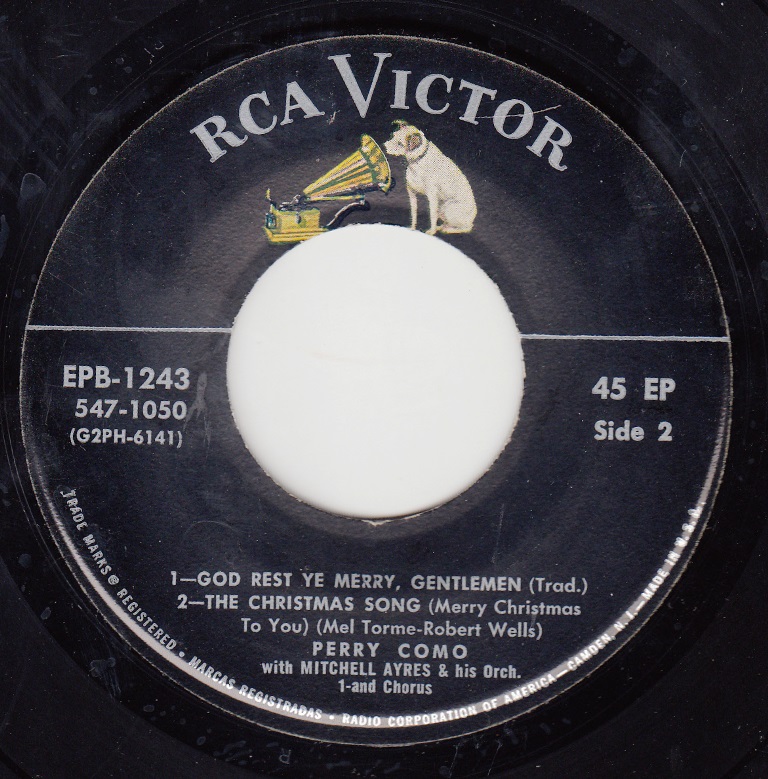 RCA VICTOR
EPB-1243
547-1050
(G2PH-6141)
45 EP
Side 2
1—GOD REST YE MERRY, GENTLEMEN (Trad.)
2—THE CHRISTMAS SONG (Merry Christmas
To You) (Mel Torme-Robert Wells)
PERRY COMO
with MITCHELL AYRES & his Orch.
1-and Chorus
TRADE MARKS ® REGISTERED • MARCAS REGISTRADAS • RADIO CORPORATION OF AMERICA—CAMDEN, N.J.—MADE IN U.S.A.